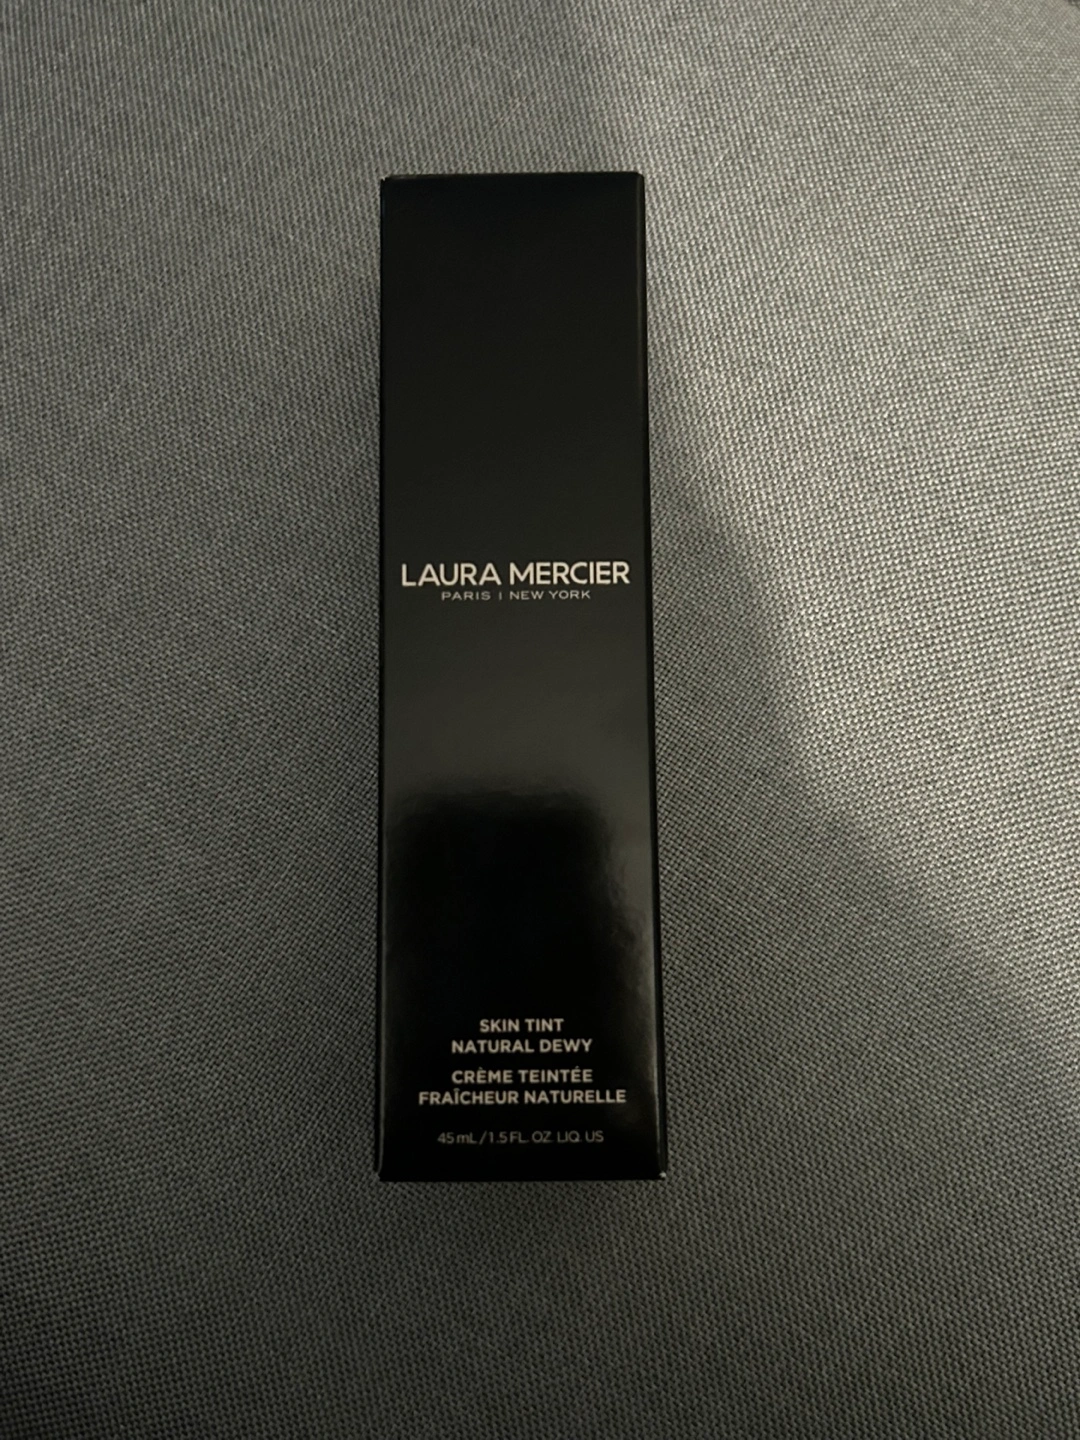 LAURA MERCIER
PARIS | NEW YORK
SKIN TINT
NATURAL DEWY
CRÈME TEINTÉE
FRAÎCHEUR NATURELLE
45 mL / 1.5 FL. OZ. LIQ. US